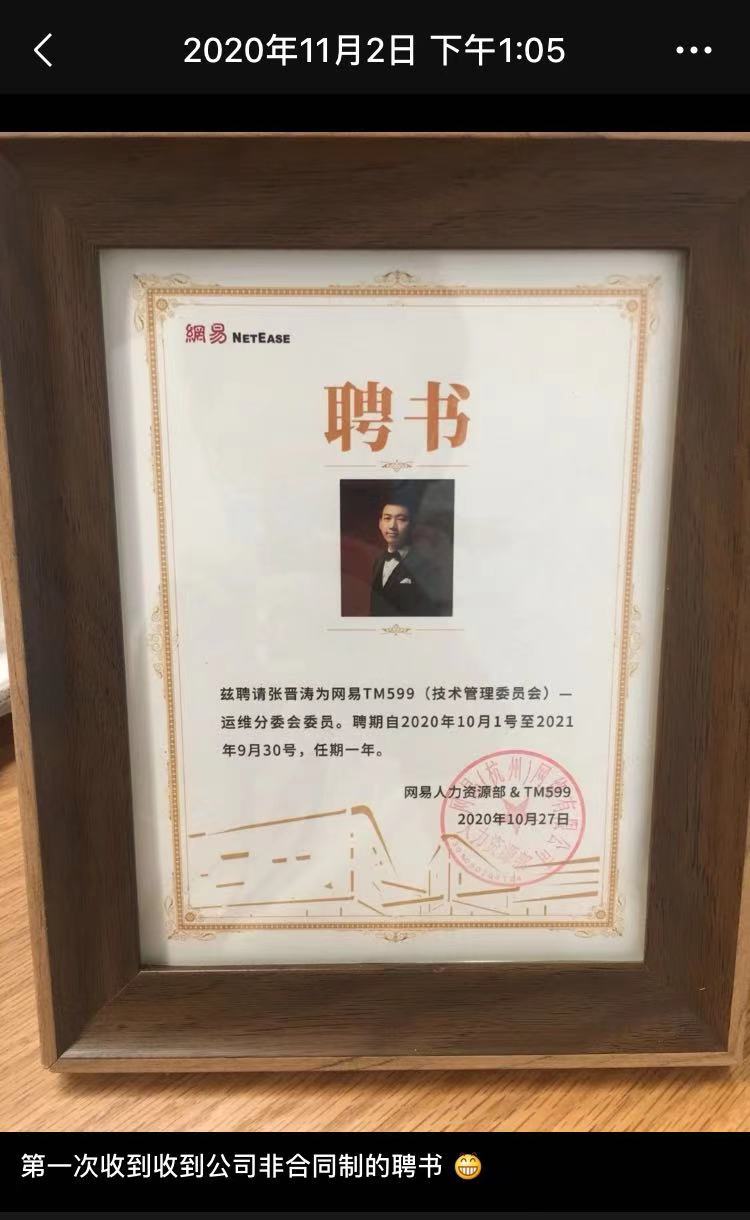 2020年11月2日 下午1:05
網易 NETEASE
聘书
兹聘请张晋涛为网易TM599（技术管理委员会）—
运维分委会委员。聘期自2020年10月1号至2021
年9月30号，任期一年。
网易人力资源部 & TM599
2020年10月27日
网易(杭州)网络有限公司
人力资源部
第一次收到收到公司非合同制的聘书 😁